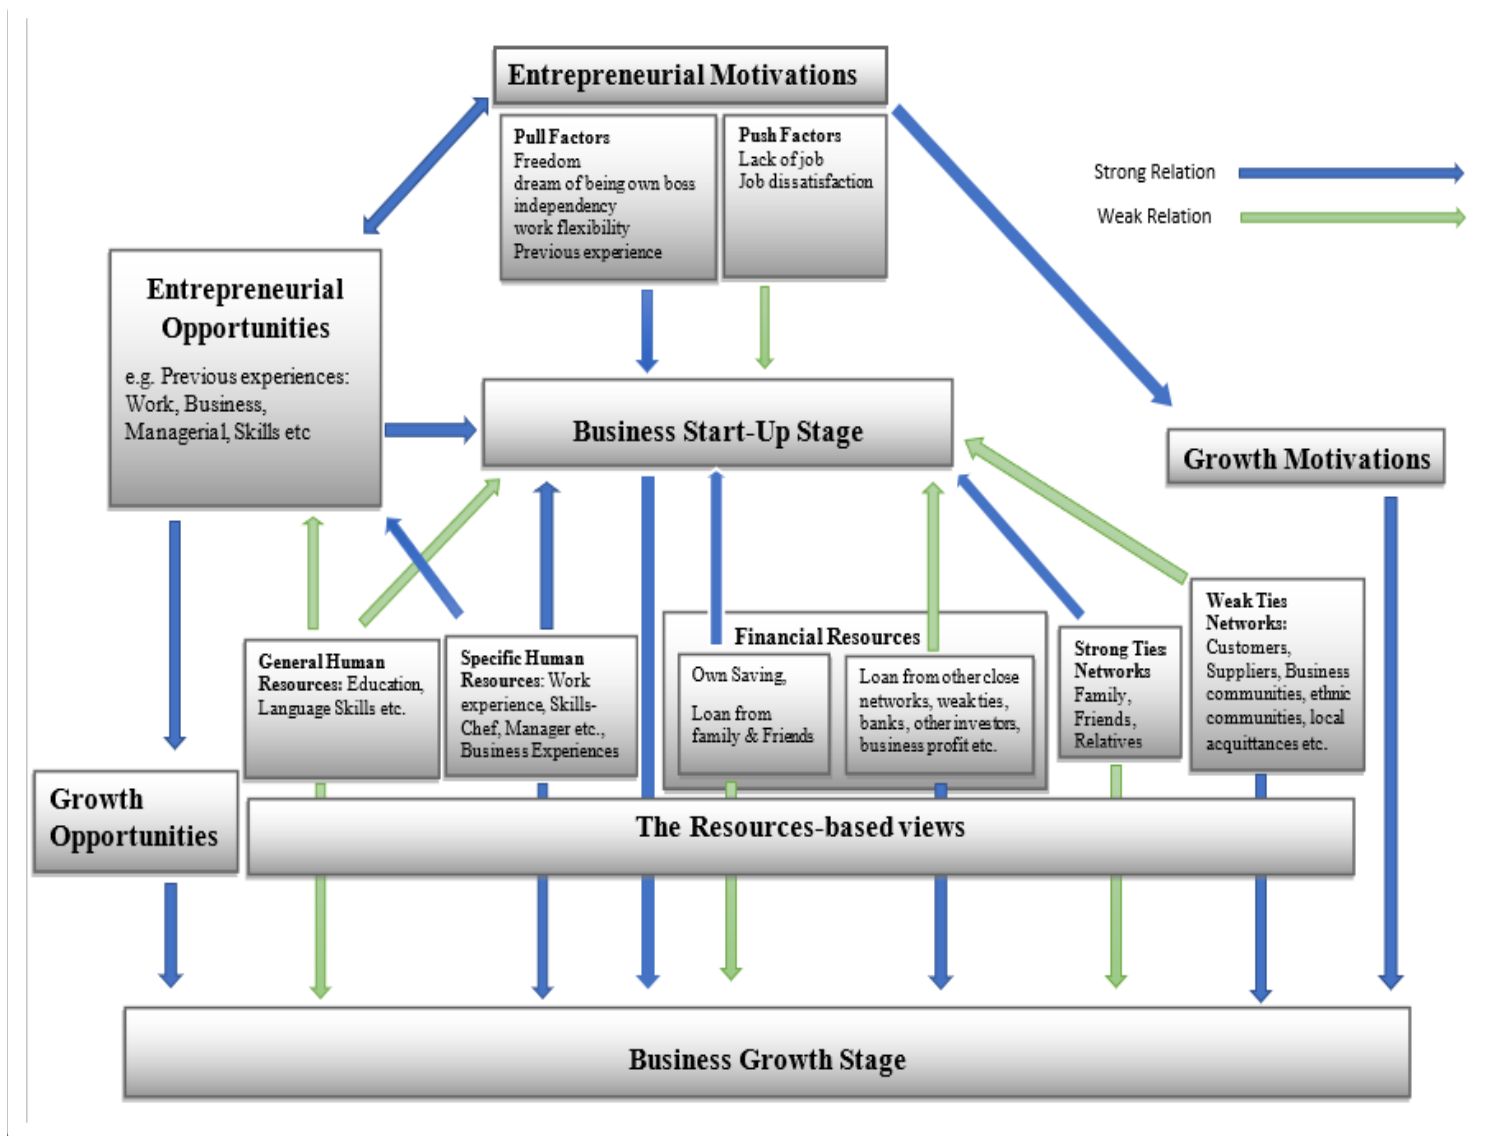 Entrepreneurial Motivations
Pull Factors
Freedom
dream of being own boss
independency
work flexibility
Previous experience
Push Factors
Lack of job
Job dissatisfaction
Strong Relation
Weak Relation
Entrepreneurial
Opportunities
e.g. Previous experiences:
Work, Business,
Managerial, Skills etc
Business Start-Up Stage
Growth Motivations
General Human
Resources: Education,
Language Skills etc.
Specific Human
Resources: Work
experience, Skills-
Chef, Manager etc.,
Business Experiences
Financial Resources
Own Saving,
Loan from
family & Friends
Loan from other close
networks, weak ties,
banks, other investors,
business profit etc.
Strong Ties
Networks
Family,
Friends,
Relatives
Weak Ties
Networks:
Customers,
Suppliers, Business
communities, ethnic
communities, local
acquittances etc.
Growth
Opportunities
The Resources-based views
Business Growth Stage